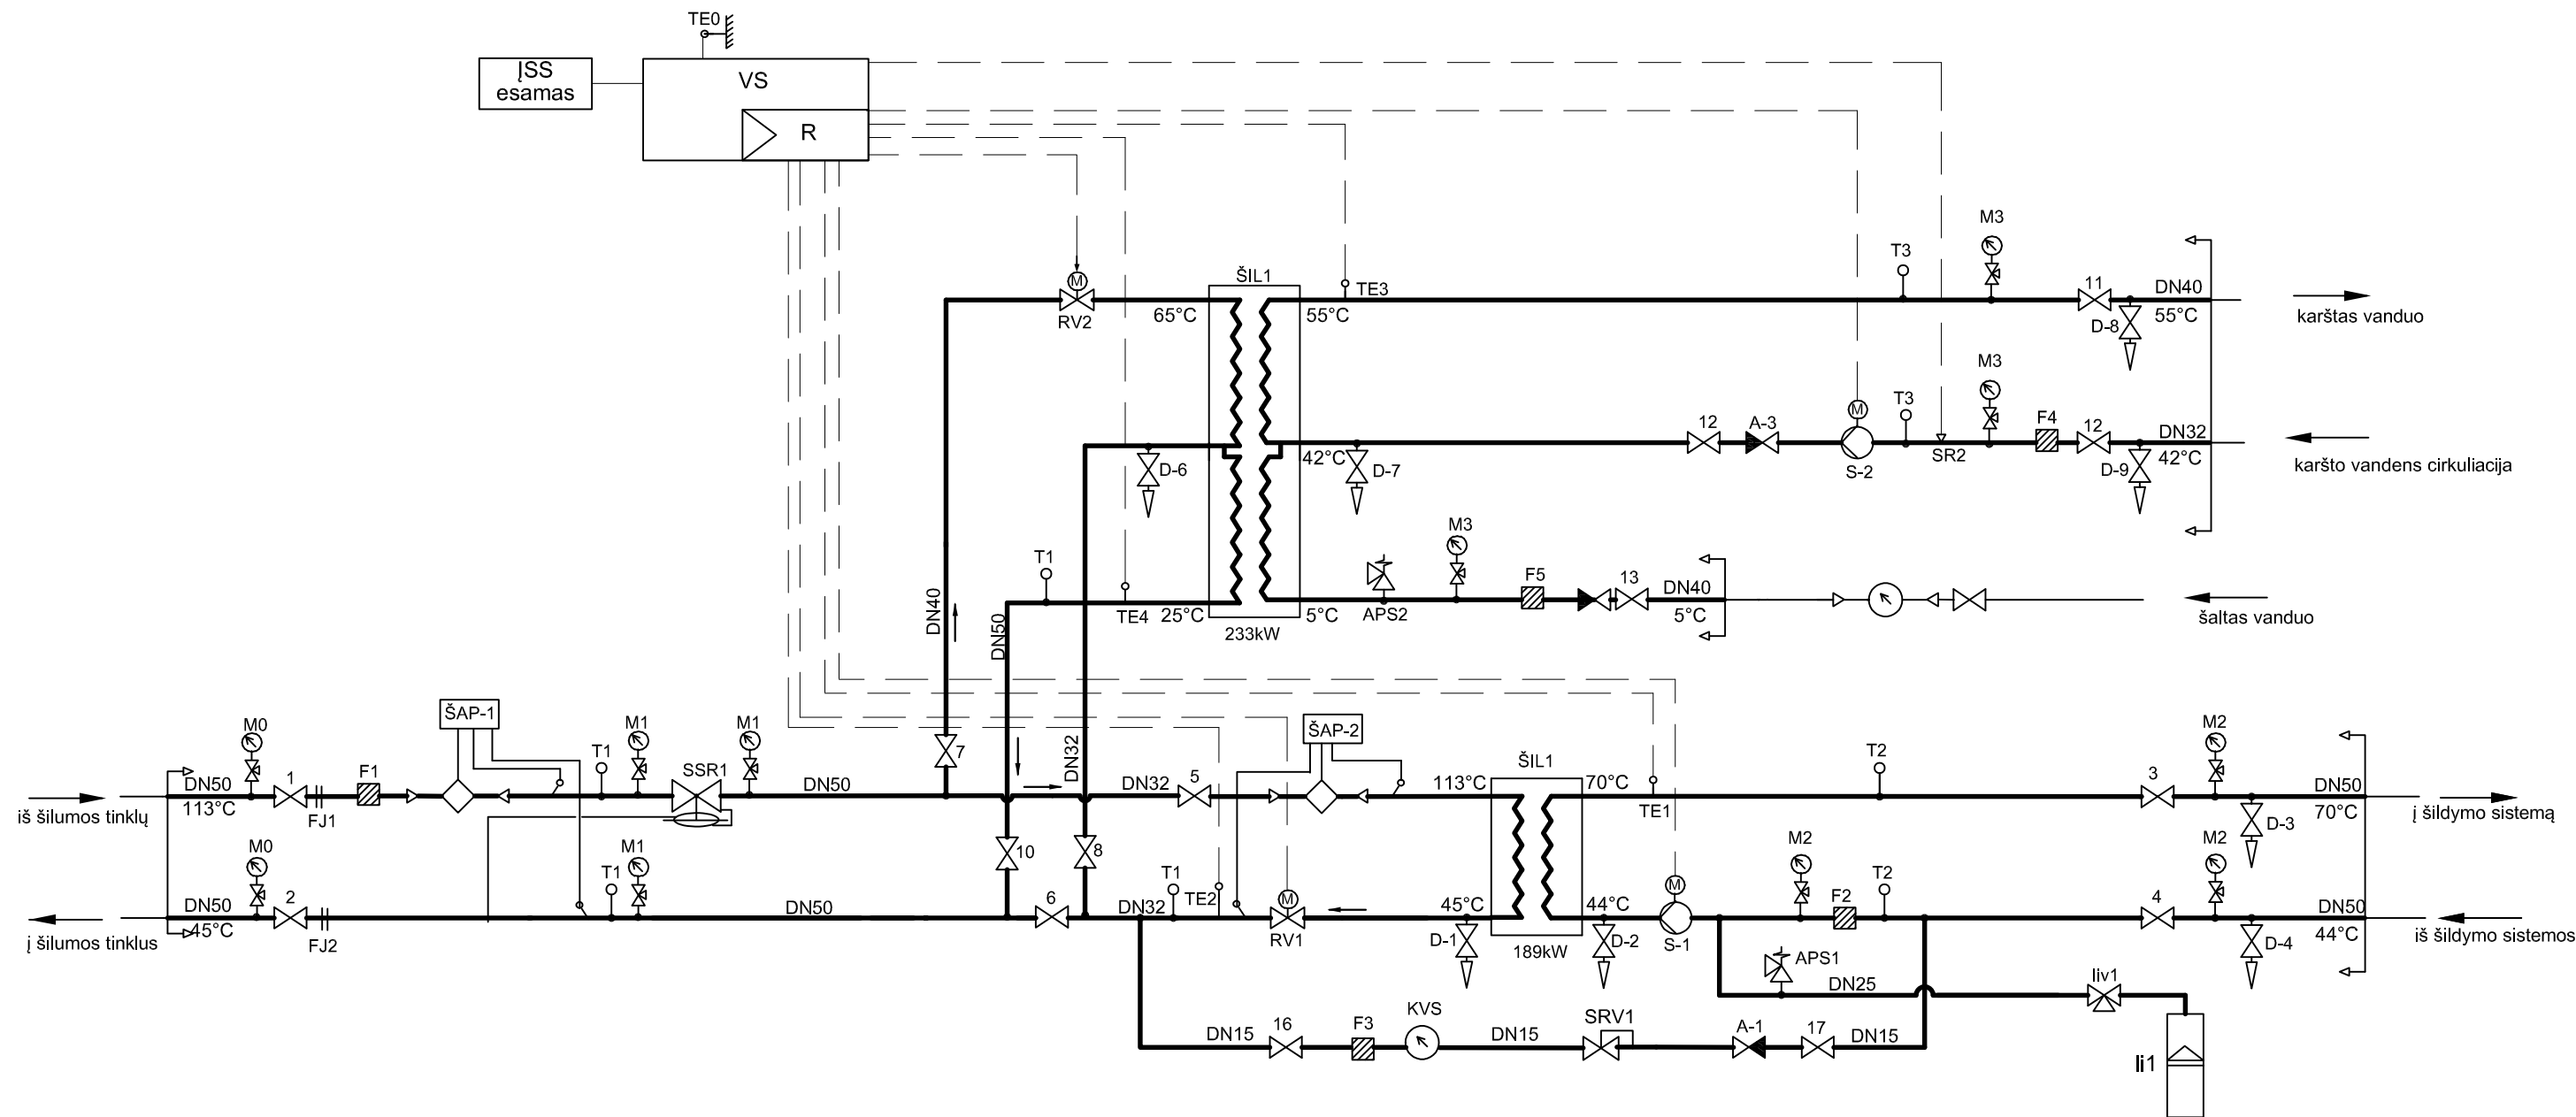 TE0
ĮSS
esamas
VS
R
M3
T3
ŠIL1
11
DN40
TE3
RV2
65°C
55°C
D-8
55°C
karštas vanduo
M3
T3
12
A-3
M
F4
12
DN32
42°C
SR2
D-6
D-7
S-2
D-9
42°C
karšto vandens cirkuliacija
M3
T1
F5
13
DN40
DN40
DN50
TE4
25°C
5°C
APS2
5°C
233kW
šaltas vanduo
ŠAP-1
M0
M1
M1
T1
SSR1
7
DN32
ŠAP-2
ŠIL1
T2
M2
1
F1
DN50
113°C
FJ1
DN50
DN32
5
113°C
70°C
TE1
3
DN50
70°C
D-3
iš šilumos tinklų
į šildymo sistemą
M0
M1
T1
10
8
T1
TE2
M
M
M2
T2
M2
2
DN50
45°C
FJ2
DN50
6
DN32
RV1
45°C
44°C
S-1
F2
4
DN50
44°C
į šilumos tinklus
D-1
D-2
D-4
iš šildymo sistemos
189kW
APS1
DN25
Iiv1
DN15
16
F3
KVS
DN15
SRV1
A-1
17
DN15
Ii1
M